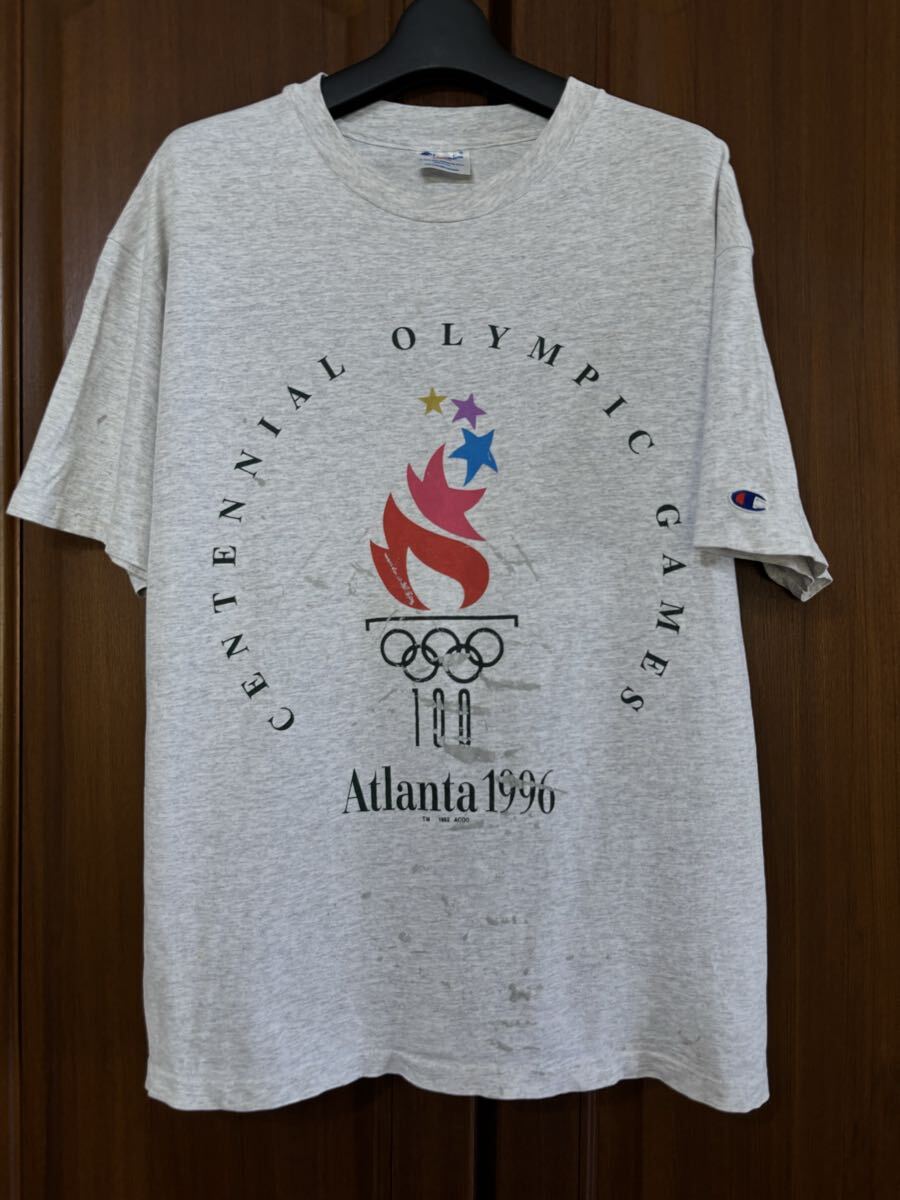 CENTENNIAL OLYMPIC GAMES
100
Atlanta 1996
TM 1992 ACOG